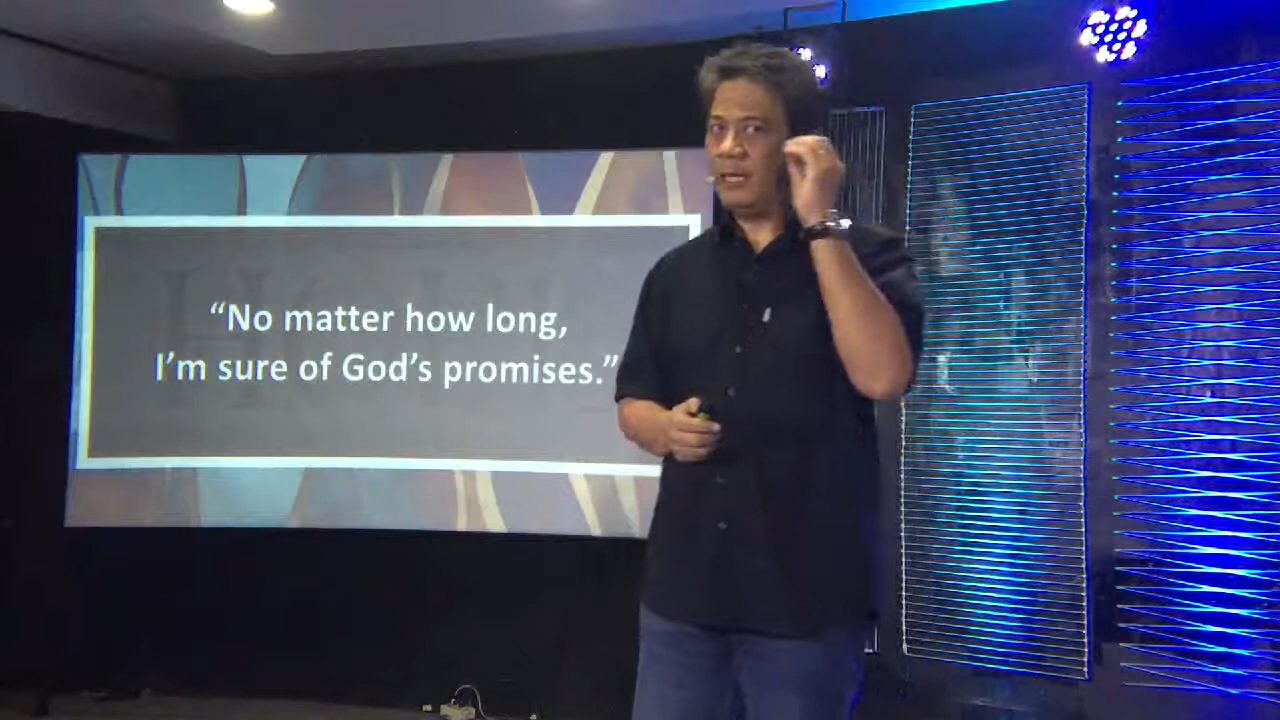 “No matter how long,
I’m sure of God’s promises.”